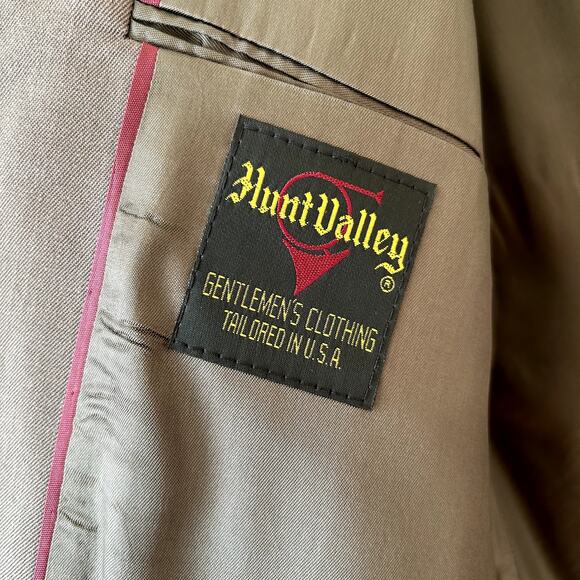 Hunt Valley
®
GENTLEMEN'S CLOTHING
TAILORED IN U.S.A.